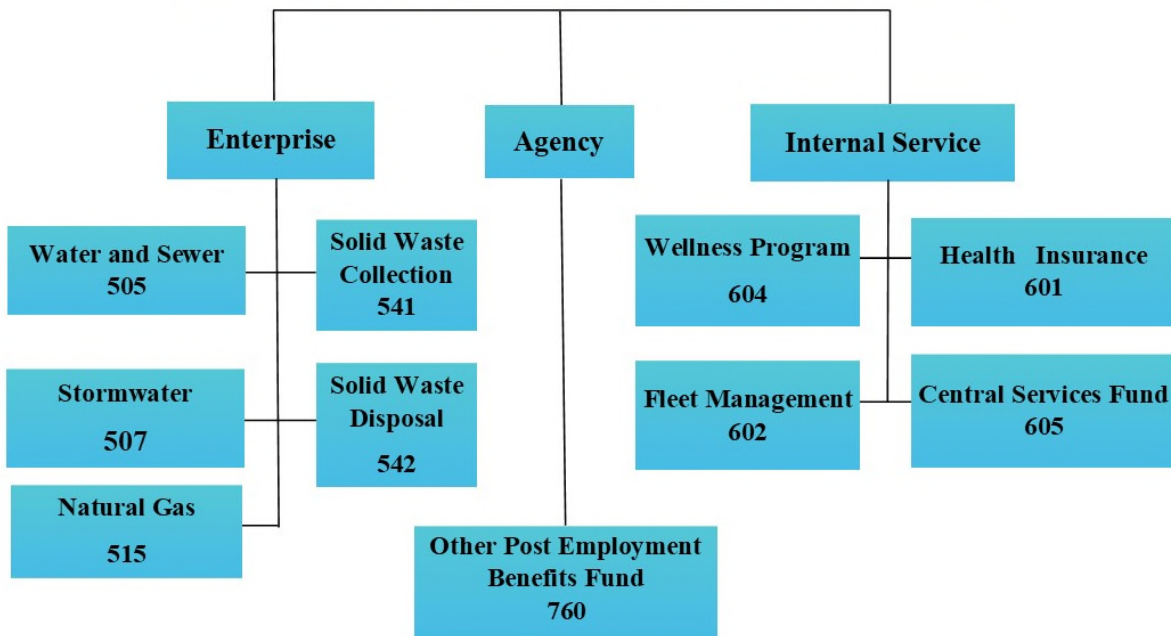 Enterprise
Agency
Internal Service
Water and Sewer
505
Solid Waste
Collection
541
Wellness Program
604
Health Insurance
601
Stormwater
507
Solid Waste
Disposal
542
Fleet Management
602
Central Services Fund
605
Natural Gas
515
Other Post Employment
Benefits Fund
760